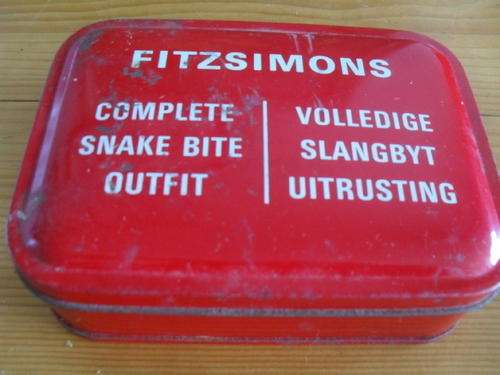 FITZSIMONS
COMPLETE
SNAKE BITE
OUTFIT
VOLLEDIGE
SLANGBYT
UITRUSTING